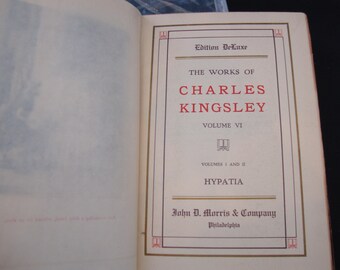 Edition DeLuxe
THE WORKS OF
CHARLES
KINGSLEY
VOLUME VI
VOLUMES I AND II
HYPATIA
John D. Morris & Company
Philadelphia